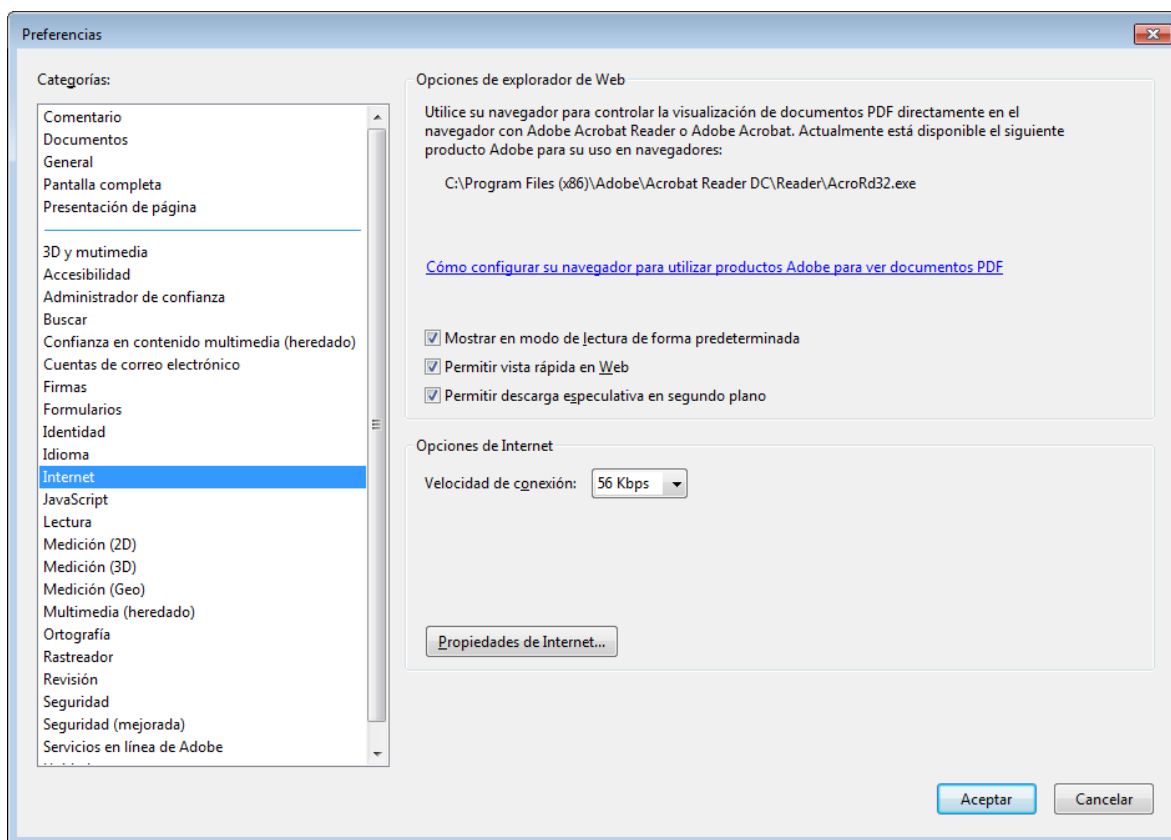 Preferencias
Categorías:
Comentario
Documentos
General
Pantalla completa
Presentación de página
3D y mutimedia
Accesibilidad
Administrador de confianza
Buscar
Confianza en contenido multimedia (heredado)
Cuentas de correo electrónico
Firmas
Formularios
Identidad
Idioma
Internet
JavaScript
Lectura
Medición (2D)
Medición (3D)
Medición (Geo)
Multimedia (heredado)
Ortografía
Rastreador
Revisión
Seguridad
Seguridad (mejorada)
Servicios en línea de Adobe
Opciones de explorador de Web
Utilice su navegador para controlar la visualización de documentos PDF directamente en el
navegador con Adobe Acrobat Reader o Adobe Acrobat. Actualmente está disponible el siguiente
producto Adobe para su uso en navegadores:
C:\Program Files (x86)\Adobe\Acrobat Reader DC\Reader\AcroRd32.exe
Cómo configurar su navegador para utilizar productos Adobe para ver documentos PDF
Mostrar en modo de lectura de forma predeterminada
Permitir vista rápida en Web
Permitir descarga especulativa en segundo plano
Opciones de Internet
Velocidad de conexión: 56 Kbps
Propiedades de Internet...
Aceptar Cancelar